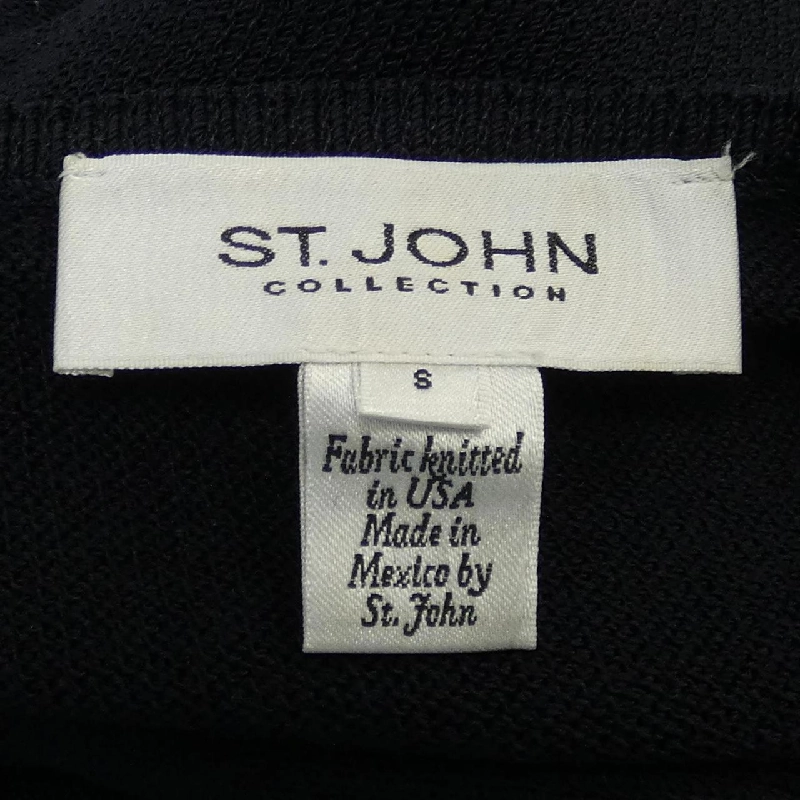 ST. JOHN
COLLECTION
S
Fabric knitted
in USA
Made in
Mexico by
St. John